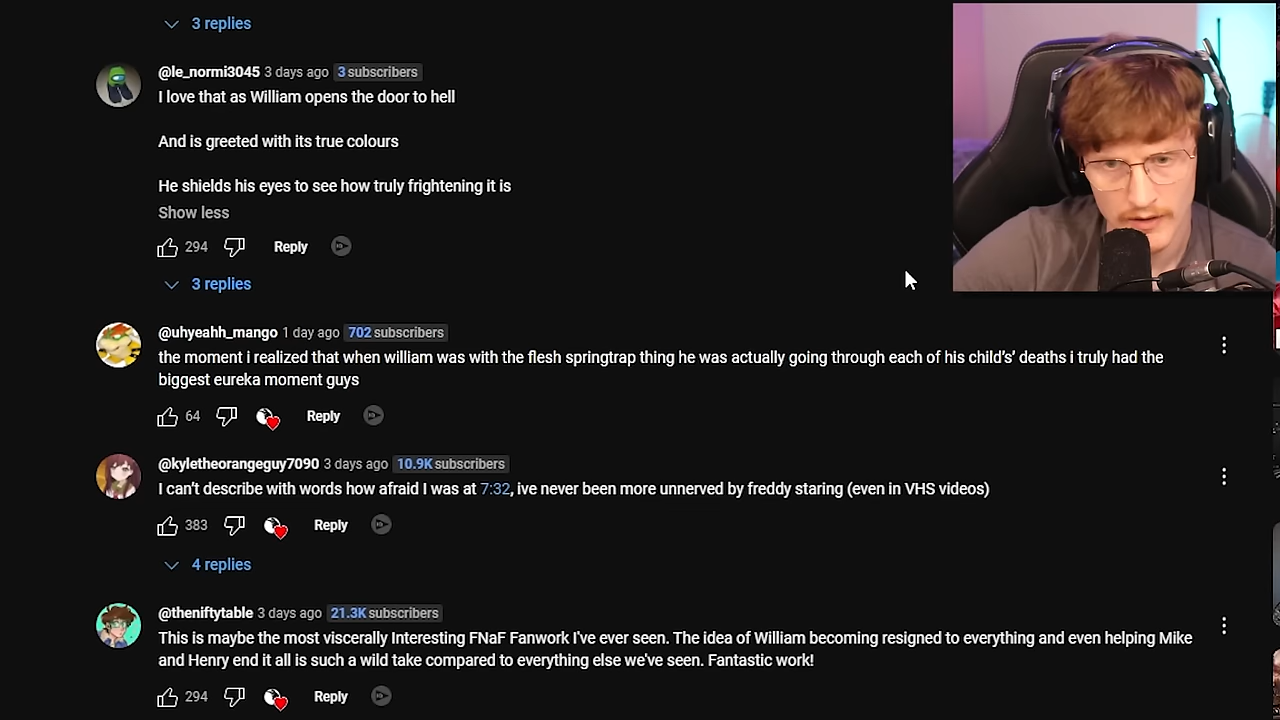 3 replies
@le_normi3045 3 days ago 3 subscribers
I love that as William opens the door to hell
And is greeted with its true colours
He shields his eyes to see how truly frightening it is
Show less
294 Reply
3 replies
@uhyeahh_mango 1 day ago 702 subscribers
the moment i realized that when william was with the flesh springtrap thing he was actually going through each of his child's' deaths i truly had the
biggest eureka moment guys
64 Reply
@kyletheorangeguy7090 3 days ago 10.9K subscribers
I can't describe with words how afraid I was at 7:32, ive never been more unnerved by freddy staring (even in VHS videos)
383 Reply
4 replies
@theniftytable 3 days ago 21.3K subscribers
This is maybe the most viscerally Interesting FNaF Fanwork I've ever seen. The idea of William becoming resigned to everything and even helping Mike
and Henry end it all is such a wild take compared to everything else we've seen. Fantastic work!
294 Reply